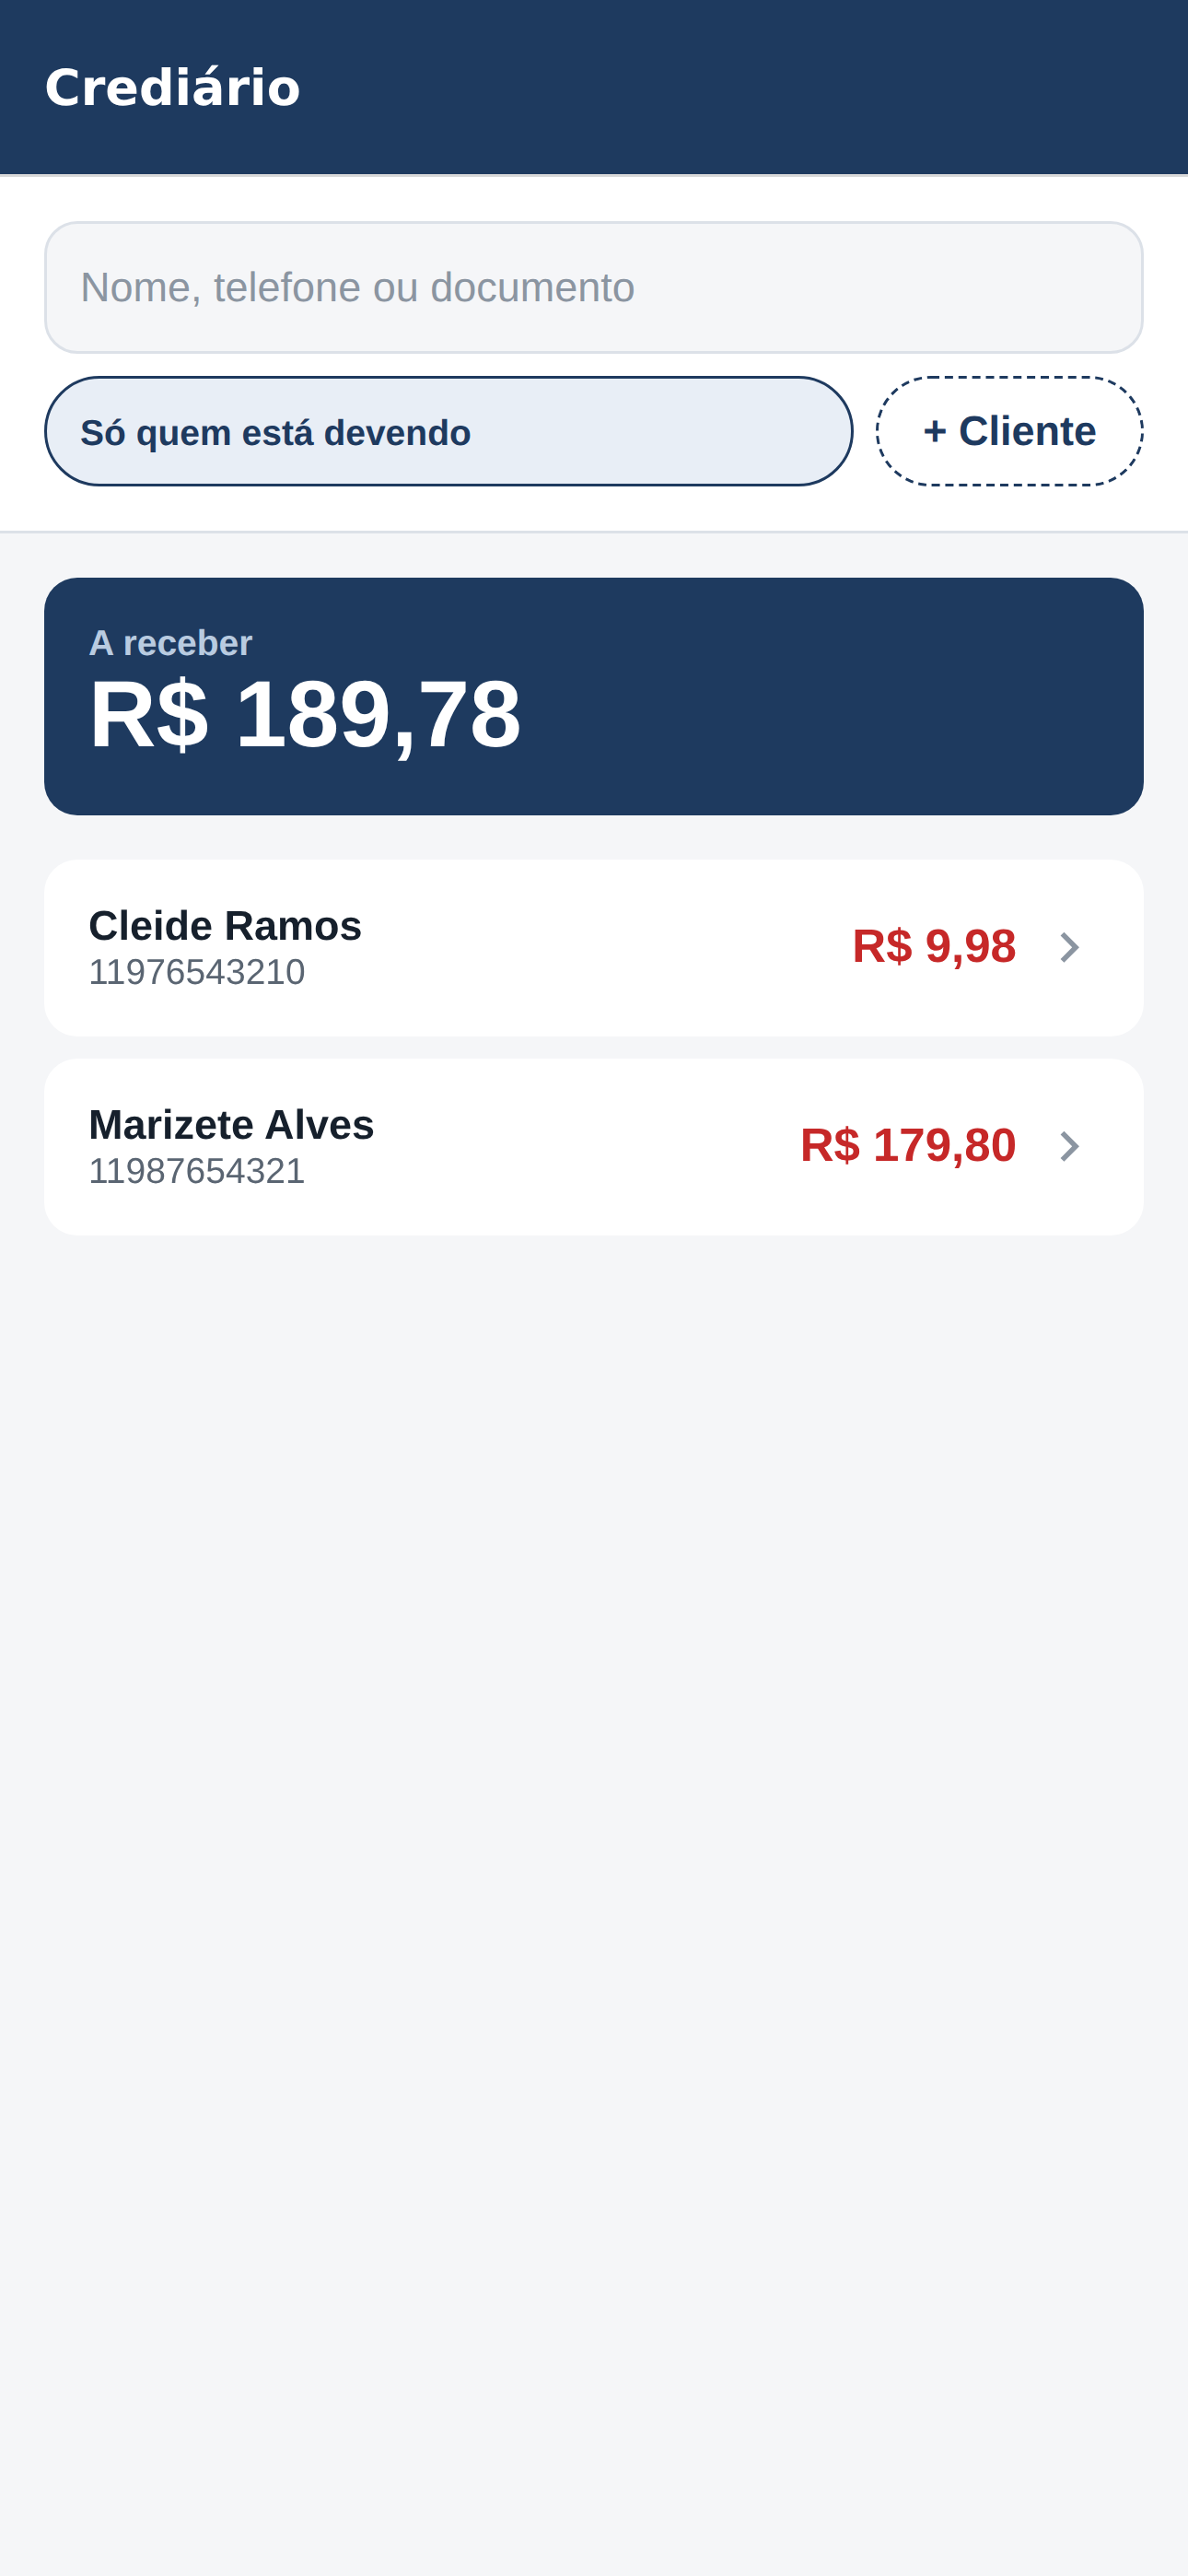 Crediário
Nome, telefone ou documento
Só quem está devendo
+ Cliente
A receber
R$ 189,78
Cleide Ramos
11976543210
R$ 9,98
Marizete Alves
11987654321
R$ 179,80